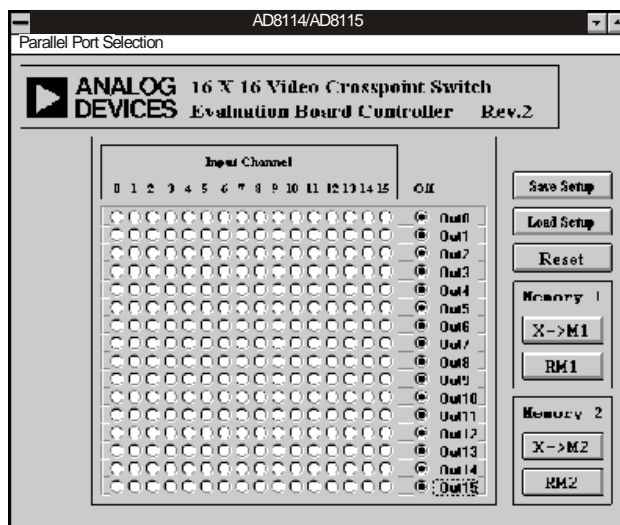 AD8114/AD8115
Parallel Port Selection
ANALOG DEVICES
16 X 16 Video Crosspoint Switch
Evaluation Board Controller Rev.2
Input Channel
0 1 2 3 4 5 6 7 8 9 10 11 12 13 14 15 Off
Out0
Out1
Out2
Out3
Out4
Out5
Out6
Out7
Out8
Out9
Out10
Out11
Out12
Out13
Out14
Out15
Save Setup
Load Setup
Reset
Memory 1
X->M1
RM1
Memory 2
X->M2
RM2